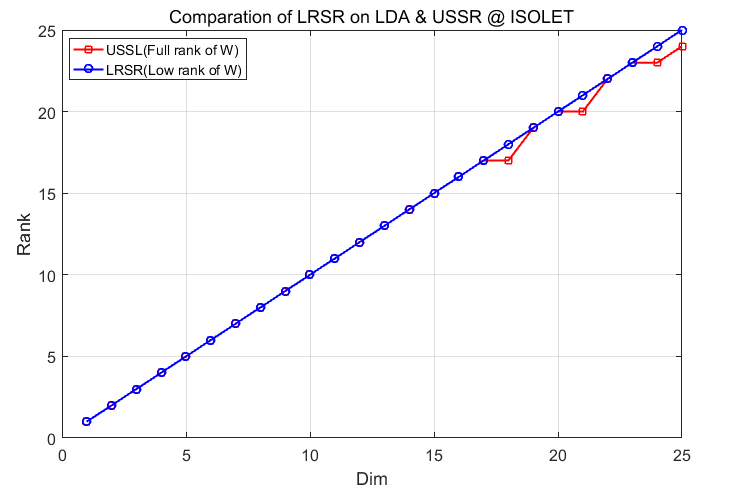 Comparation of LRSR on LDA & USSR @ ISOLET
USSL(Full rank of W)
LRSR(Low rank of W)
25
20
15
10
5
0
Rank
0 5 10 15 20 25
Dim